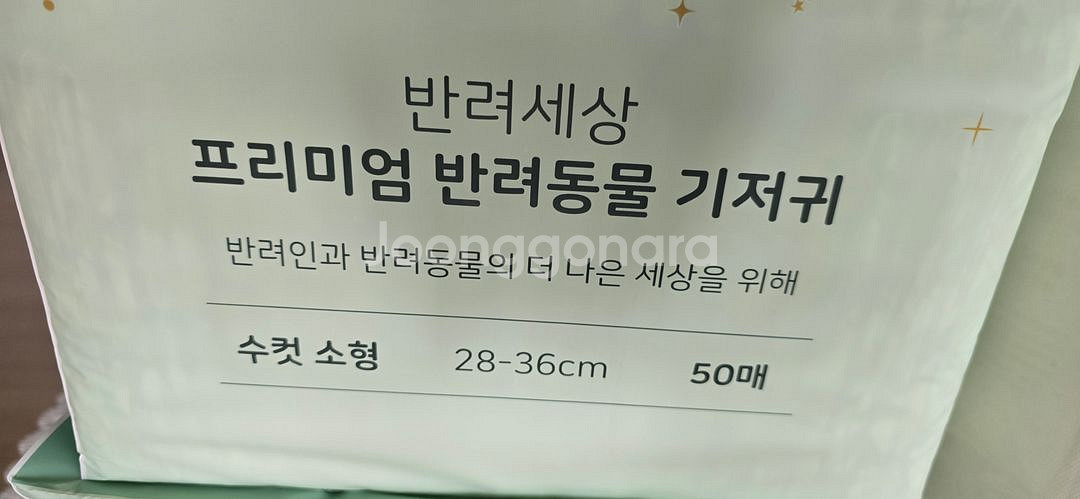 반려세상
프리미엄 반려동물 기저귀
joonggonara
반려인과 반려동물의 더 나은 세상을 위해
수컷 소형 28-36cm 50매